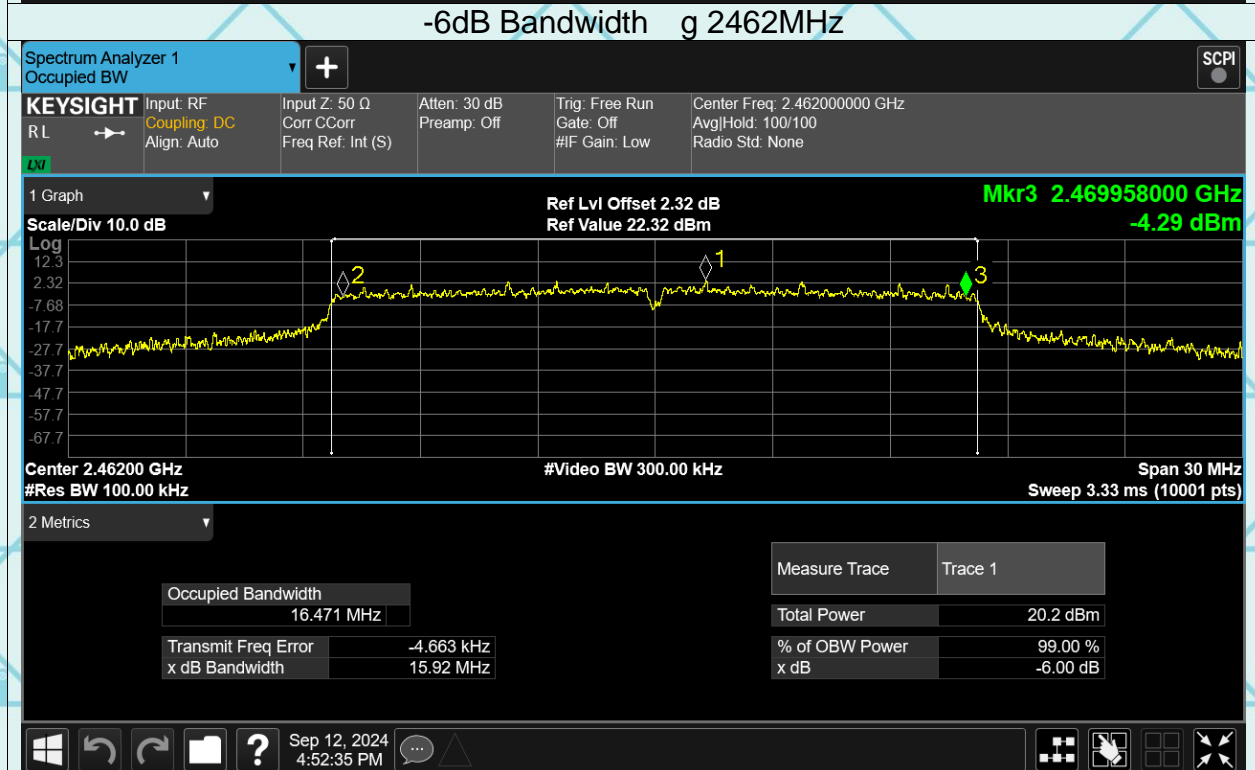 -6dB Bandwidth g 2462MHz
Spectrum Analyzer 1
Occupied BW
+
SCPI
KEYSIGHT
R L
LXI
Input: RF
Coupling: DC
Align: Auto
Input Z: 50 Ω
Corr CCorr
Freq Ref: Int (S)
Atten: 30 dB
Preamp: Off
Trig: Free Run
Gate: Off
#IF Gain: Low
Center Freq: 2.462000000 GHz
Avg|Hold: 100/100
Radio Std: None
1 Graph
Scale/Div 10.0 dB
Ref Lvl Offset 2.32 dB
Ref Value 22.32 dBm
Mkr3 2.469958000 GHz
-4.29 dBm
Log
12.3
2.32
-7.68
-17.7
-27.7
-37.7
-47.7
-57.7
-67.7
2
1
3
Center 2.46200 GHz
#Res BW 100.00 kHz
#Video BW 300.00 kHz
Span 30 MHz
Sweep 3.33 ms (10001 pts)
2 Metrics
Occupied Bandwidth
16.471 MHz
Transmit Freq Error -4.663 kHz
x dB Bandwidth 15.92 MHz
Measure Trace Trace 1
Total Power 20.2 dBm
% of OBW Power 99.00 %
x dB -6.00 dB
?
Sep 12, 2024
4:52:35 PM